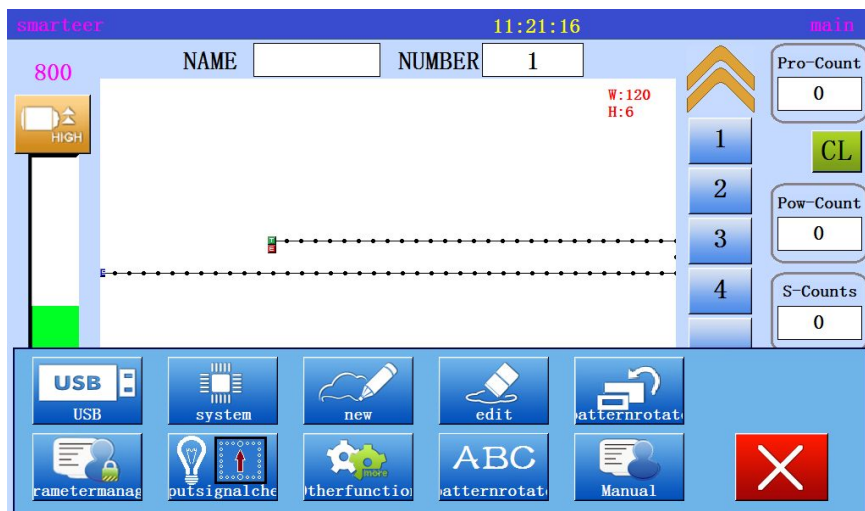 smarteer 11:21:16 main
800 NAME NUMBER 1 Pro-Count
W:120
H:6
0
HIGH
1
CL
2
Pow-Count
3
0
4
S-Counts
0
USB
USB system new edit patternrotat
more
ABC
rametermanag putsignalche therfunctio atternrotat Manual